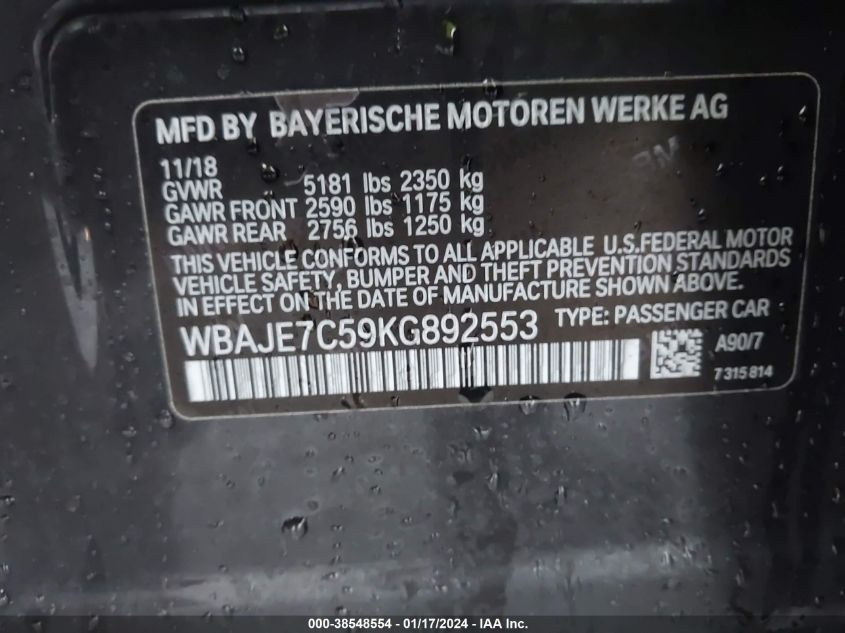 MFD BY BAYERISCHE MOTOREN WERKE AG
11/18
GVWR 5181 lbs 2350 kg
GAWR FRONT 2590 lbs 1175 kg
GAWR REAR 2756 lbs 1250 kg
THIS VEHICLE CONFORMS TO ALL APPLICABLE U.S.FEDERAL MOTOR
VEHICLE SAFETY, BUMPER AND THEFT PREVENTION STANDARDS
IN EFFECT ON THE DATE OF MANUFACTURE SHOWN ABOVE.
WBAJE7C59KG892553 TYPE: PASSENGER CAR
A90/7
7315814
000-38548554 - 01/17/2024 - IAA Inc.